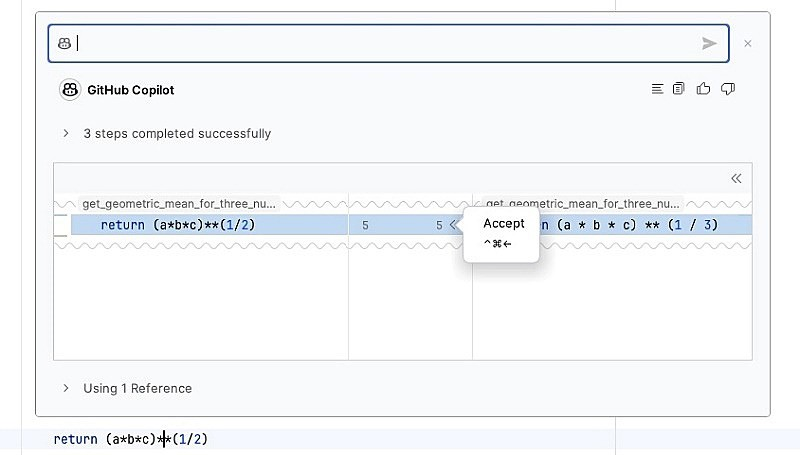 GitHub Copilot
3 steps completed successfully
get_geometric_mean_for_three_nu...
get_geometric_mean_for_three_nu...
return (a*b*c)**(1/2)
5
5
(a * b * c) ** (1 / 3)
Accept
^⌘←
Using 1 Reference
return (a*b*c)**(1/2)